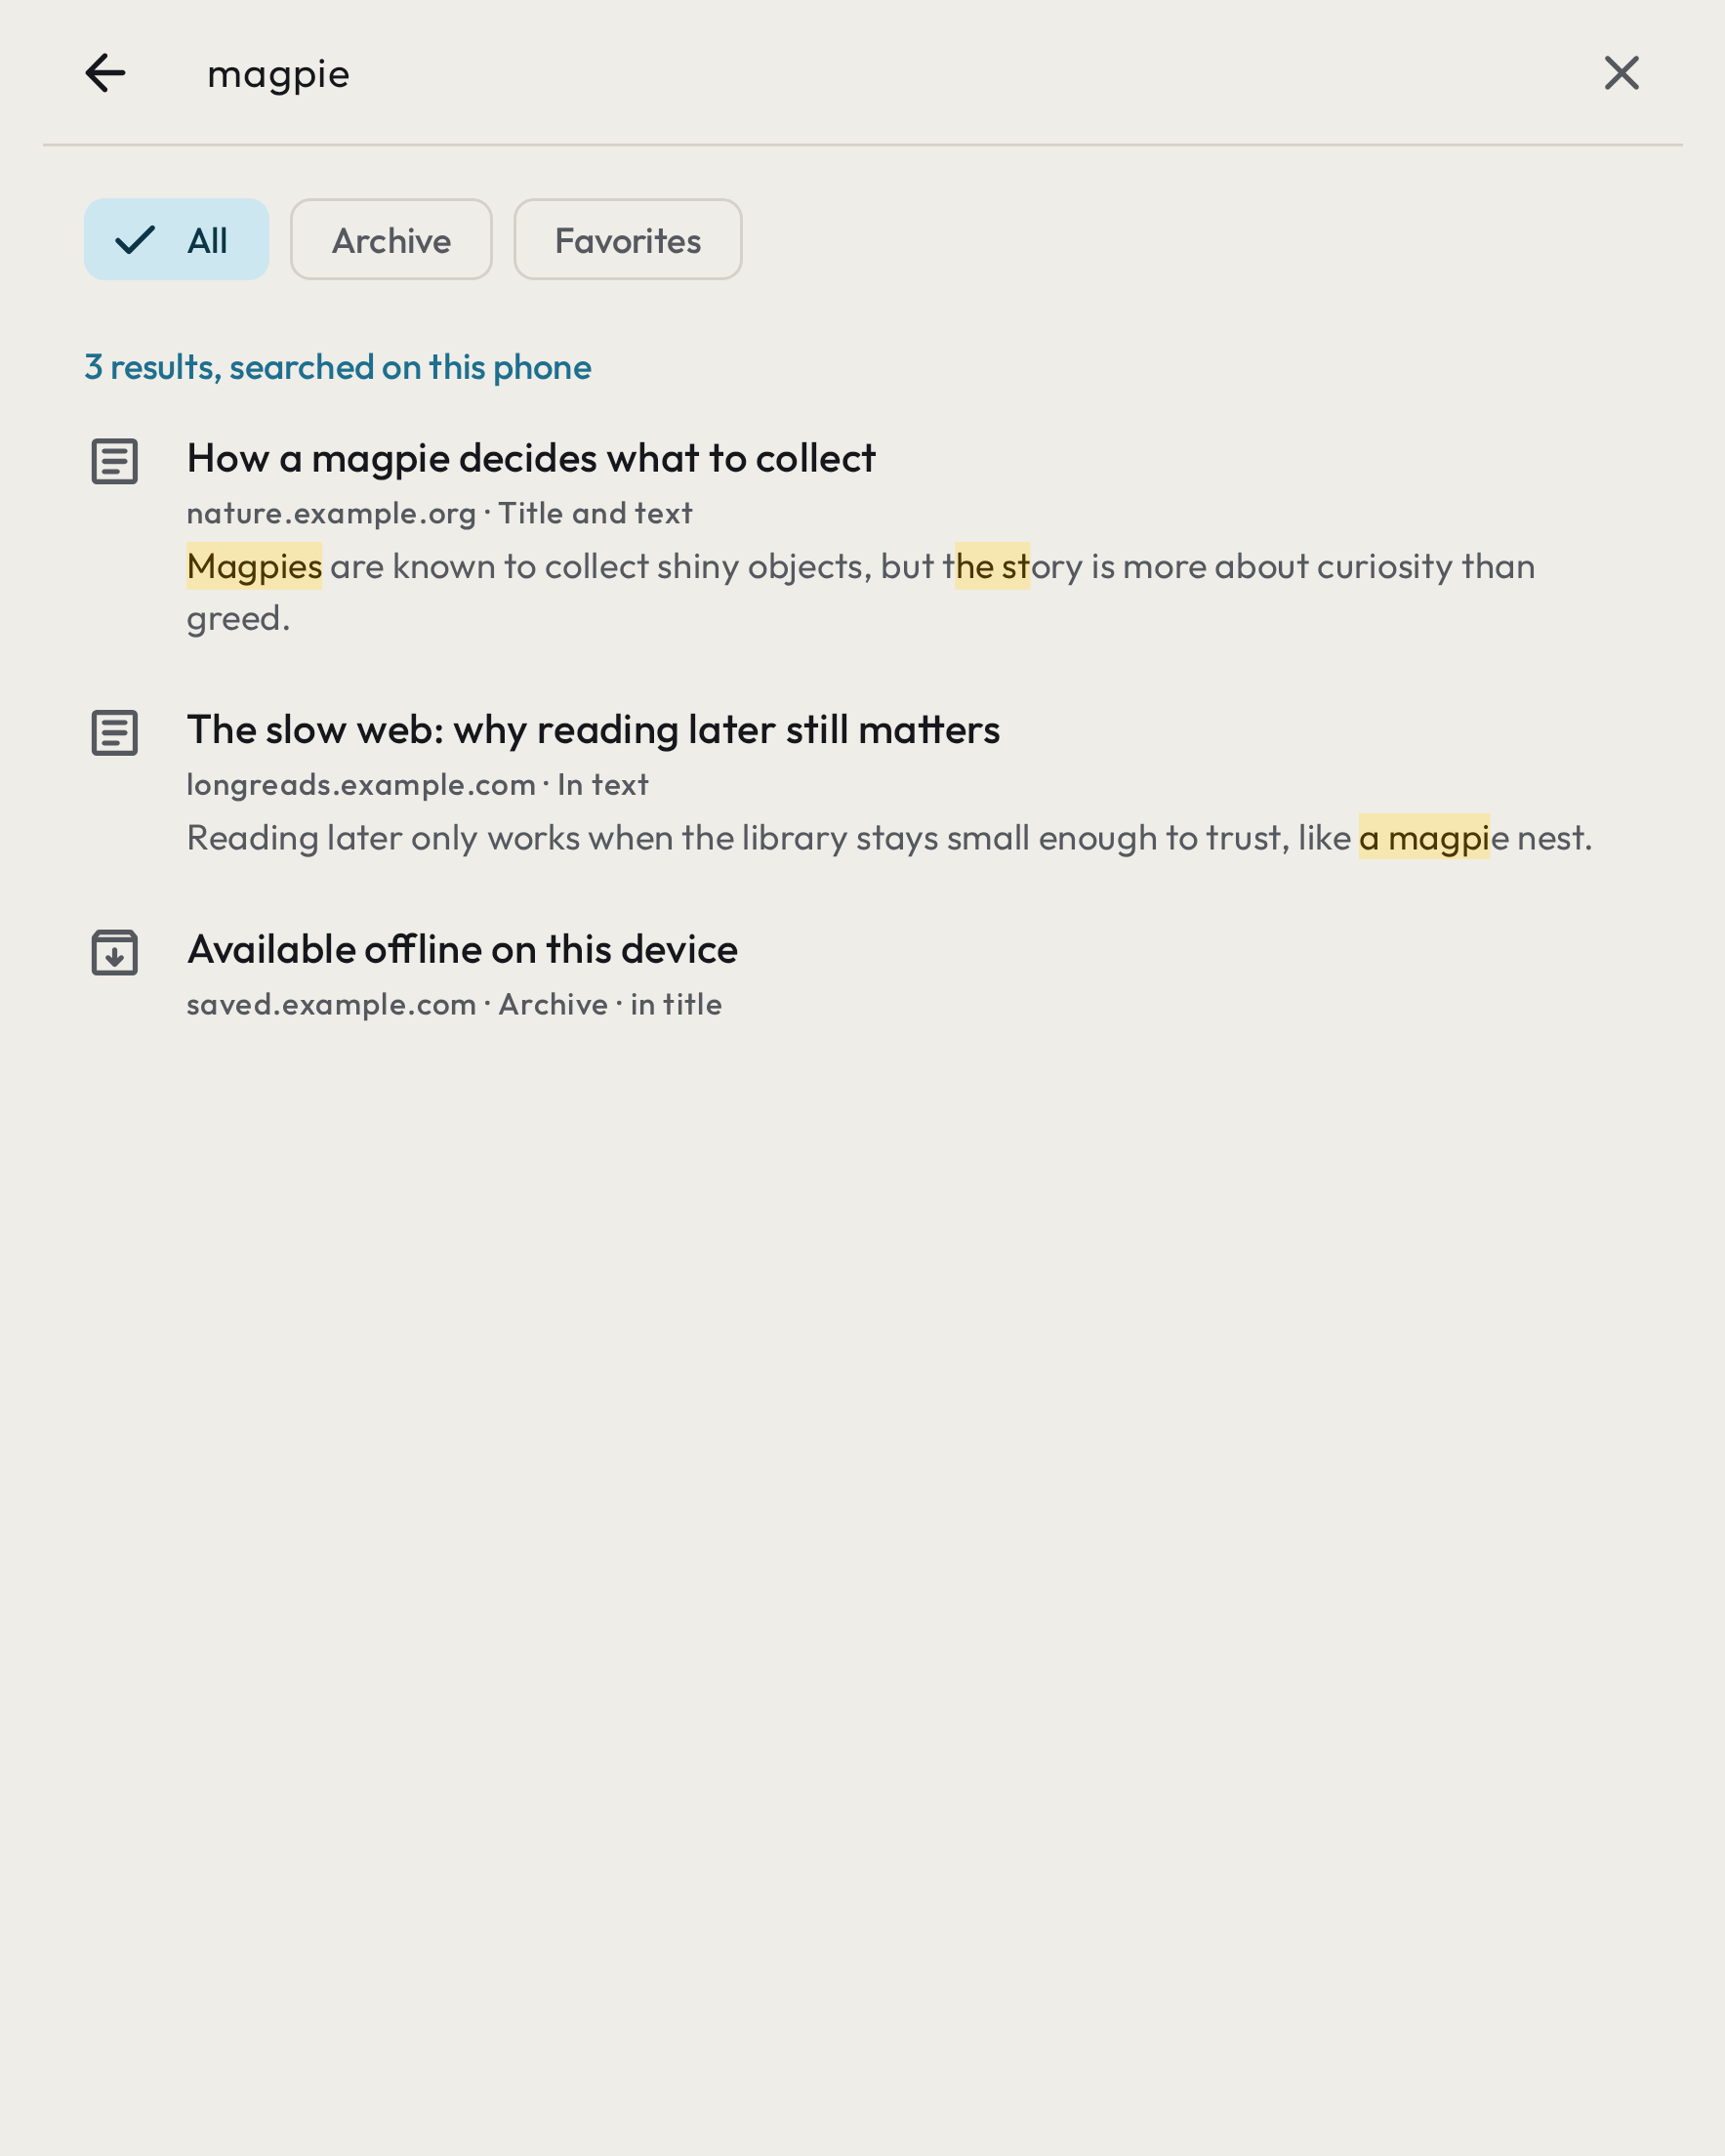 magpie
All
Archive
Favorites
3 results, searched on this phone
How a magpie decides what to collect
nature.example.org · Title and text
Magpies are known to collect shiny objects, but the story is more about curiosity than
greed.
The slow web: why reading later still matters
longreads.example.com · In text
Reading later only works when the library stays small enough to trust, like a magpie nest.
Available offline on this device
saved.example.com · Archive · in title